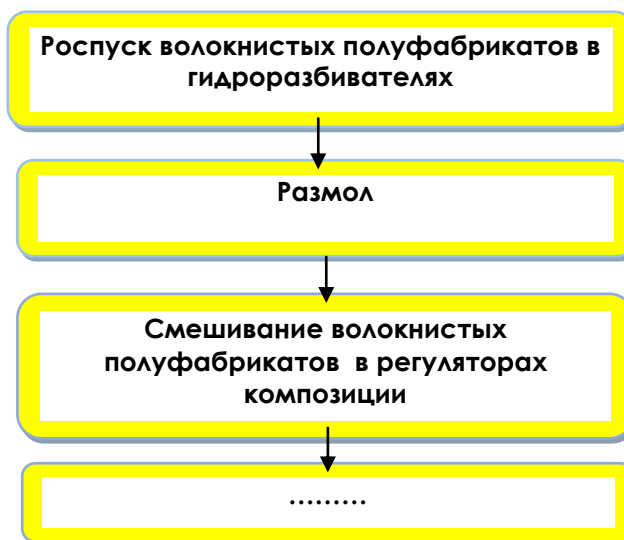 Роспуск волокнистых полуфабрикатов в
гидроразбивателях
Размол
Смешивание волокнистых
полуфабрикатов в регуляторах
композиции
.........